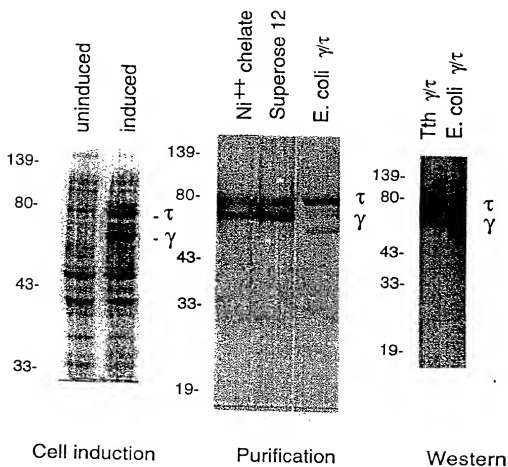 uninduced
induced
139-
80-
43-
33-
- τ
- γ
Cell induction
Ni++ chelate
Superose 12
E. coli γ/τ
139-
80-
43-
33-
19-
τ
γ
Purification
Tth γ/τ
E. coli γ/τ
139-
80-
43-
33-
19-
τ
γ
Western